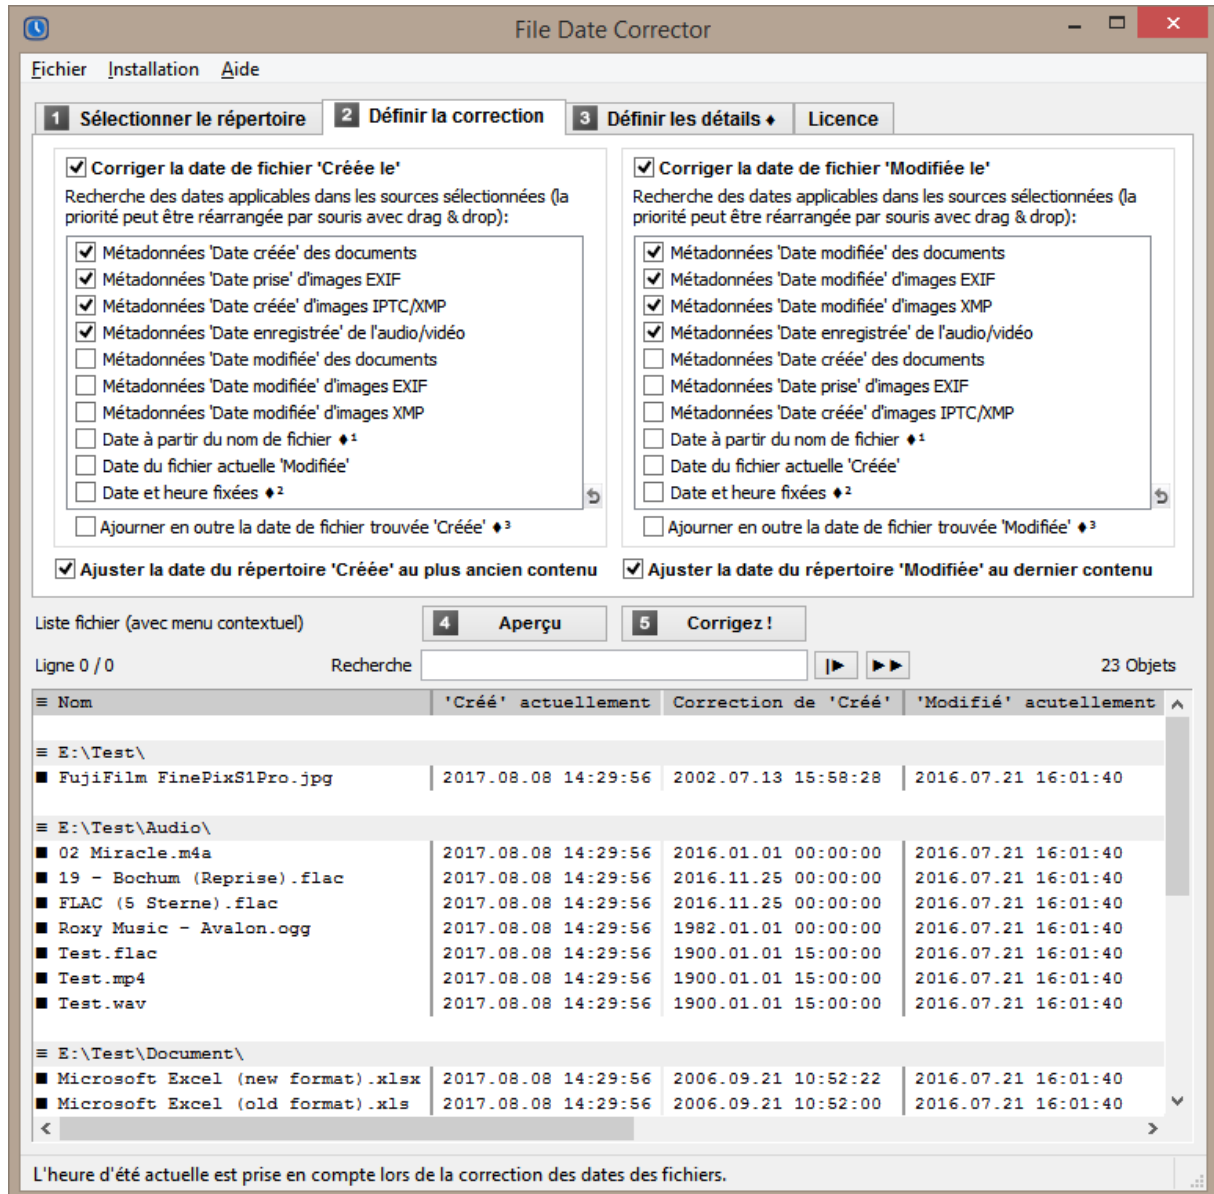 File Date Corrector
Fichier Installation Aide
1 Sélectionner le répertoire 2 Définir la correction 3 Définir les détails ♦ Licence
Corriger la date de fichier 'Créée le'
Recherche des dates applicables dans les sources sélectionnées (la
priorité peut être réarrangée par souris avec drag & drop):
Métadonnées 'Date créée' des documents
Métadonnées 'Date prise' d'images EXIF
Métadonnées 'Date créée' d'images IPTC/XMP
Métadonnées 'Date enregistrée' de l'audio/vidéo
Métadonnées 'Date modifiée' des documents
Métadonnées 'Date modifiée' d'images EXIF
Métadonnées 'Date modifiée' d'images XMP
Date à partir du nom de fichier ♦¹
Date du fichier actuelle 'Modifiée'
Date et heure fixées ♦²
Ajourner en outre la date de fichier trouvée 'Créée' ♦³
Ajuster la date du répertoire 'Créée' au plus ancien contenu
Corriger la date de fichier 'Modifiée le'
Recherche des dates applicables dans les sources sélectionnées (la
priorité peut être réarrangée par souris avec drag & drop):
Métadonnées 'Date modifiée' des documents
Métadonnées 'Date modifiée' d'images EXIF
Métadonnées 'Date modifiée' d'images XMP
Métadonnées 'Date enregistrée' de l'audio/vidéo
Métadonnées 'Date créée' des documents
Métadonnées 'Date prise' d'images EXIF
Métadonnées 'Date créée' d'images IPTC/XMP
Date à partir du nom de fichier ♦¹
Date du fichier actuelle 'Créée'
Date et heure fixées ♦²
Ajourner en outre la date de fichier trouvée 'Modifiée' ♦³
Ajuster la date du répertoire 'Modifiée' au dernier contenu
Liste fichier (avec menu contextuel) 4 Aperçu 5 Corrigez !
Ligne 0 / 0 Recherche 23 Objets
≡ Nom 'Créé' actuellement Correction de 'Créé' 'Modifié' acutellement
≡ E:\Test\
■ FujiFilm FinePixS1Pro.jpg 2017.08.08 14:29:56 2002.07.13 15:58:28 2016.07.21 16:01:40
≡ E:\Test\Audio\
■ 02 Miracle.m4a 2017.08.08 14:29:56 2016.01.01 00:00:00 2016.07.21 16:01:40
■ 19 - Bochum (Reprise).flac 2017.08.08 14:29:56 2016.11.25 00:00:00 2016.07.21 16:01:40
■ FLAC (5 Sterne).flac 2017.08.08 14:29:56 2016.11.25 00:00:00 2016.07.21 16:01:40
■ Roxy Music - Avalon.ogg 2017.08.08 14:29:56 1982.01.01 00:00:00 2016.07.21 16:01:40
■ Test.flac 2017.08.08 14:29:56 1900.01.01 15:00:00 2016.07.21 16:01:40
■ Test.mp4 2017.08.08 14:29:56 1900.01.01 15:00:00 2016.07.21 16:01:40
■ Test.wav 2017.08.08 14:29:56 1900.01.01 15:00:00 2016.07.21 16:01:40
≡ E:\Test\Document\
■ Microsoft Excel (new format).xlsx 2017.08.08 14:29:56 2006.09.21 10:52:22 2016.07.21 16:01:40
■ Microsoft Excel (old format).xls 2017.08.08 14:29:56 2006.09.21 10:52:00 2016.07.21 16:01:40
L'heure d'été actuelle est prise en compte lors de la correction des dates des fichiers.